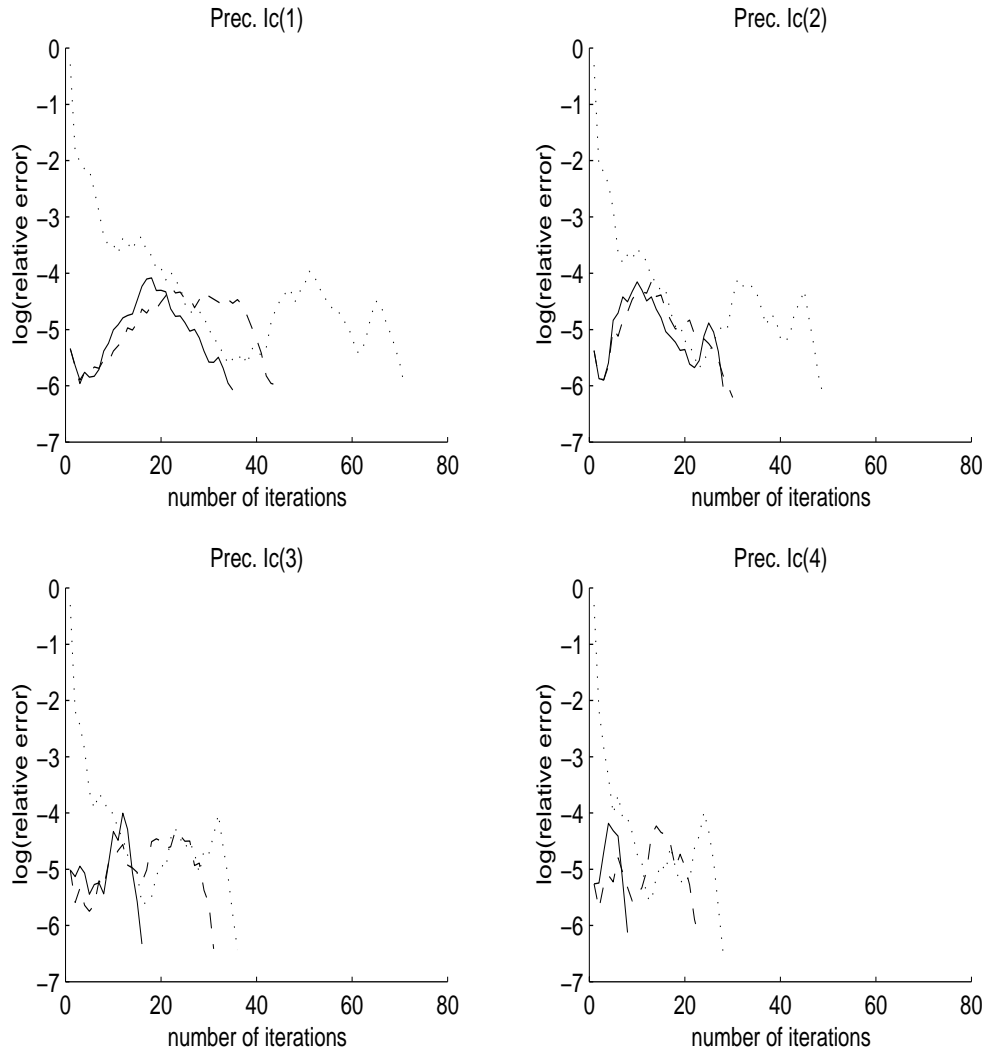 Prec. Ic(1)
0
−1
−2
−3
−4
−5
−6
−7
log(relative error)
0 20 40 60 80
number of iterations
Prec. Ic(2)
0
−1
−2
−3
−4
−5
−6
−7
log(relative error)
0 20 40 60 80
number of iterations
Prec. Ic(3)
0
−1
−2
−3
−4
−5
−6
−7
log(relative error)
0 20 40 60 80
number of iterations
Prec. Ic(4)
0
−1
−2
−3
−4
−5
−6
−7
log(relative error)
0 20 40 60 80
number of iterations